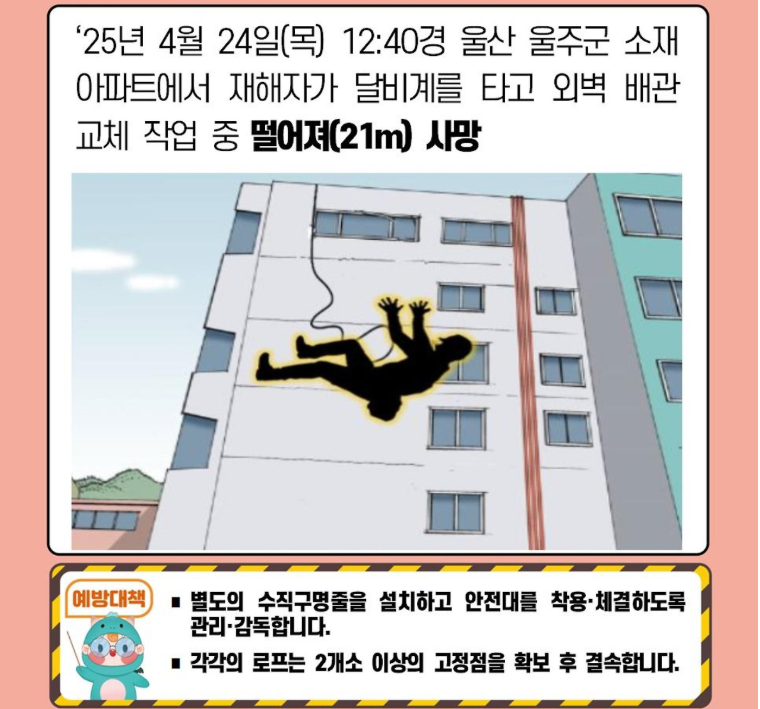 ‘25년 4월 24일(목) 12:40경 울산 울주군 소재
아파트에서 재해자가 달비계를 타고 외벽 배관
교체 작업 중 떨어져(21m) 사망
예방대책
▪ 별도의 수직구명줄을 설치하고 안전대를 착용·체결하도록
관리·감독합니다.
▪ 각각의 로프는 2개소 이상의 고정점을 확보 후 결속합니다.